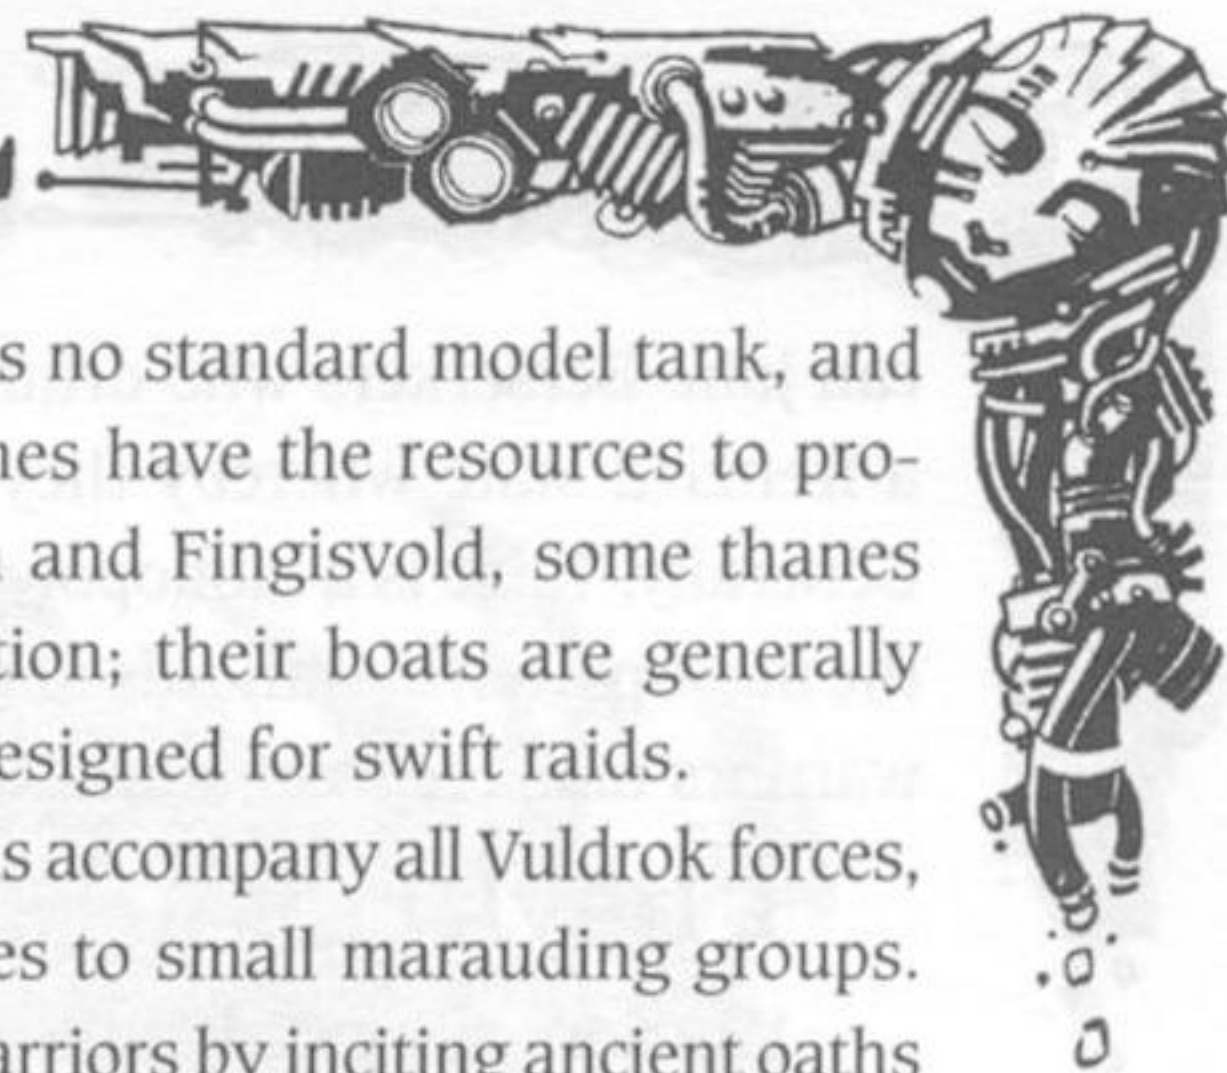 s no standard model tank, and
nes have the resources to pro-
and Fingisvold, some thanes
tion; their boats are generally
esigned for swift raids.
s accompany all Vuldrok forces,
es to small marauding groups.
arriors by inciting ancient oaths